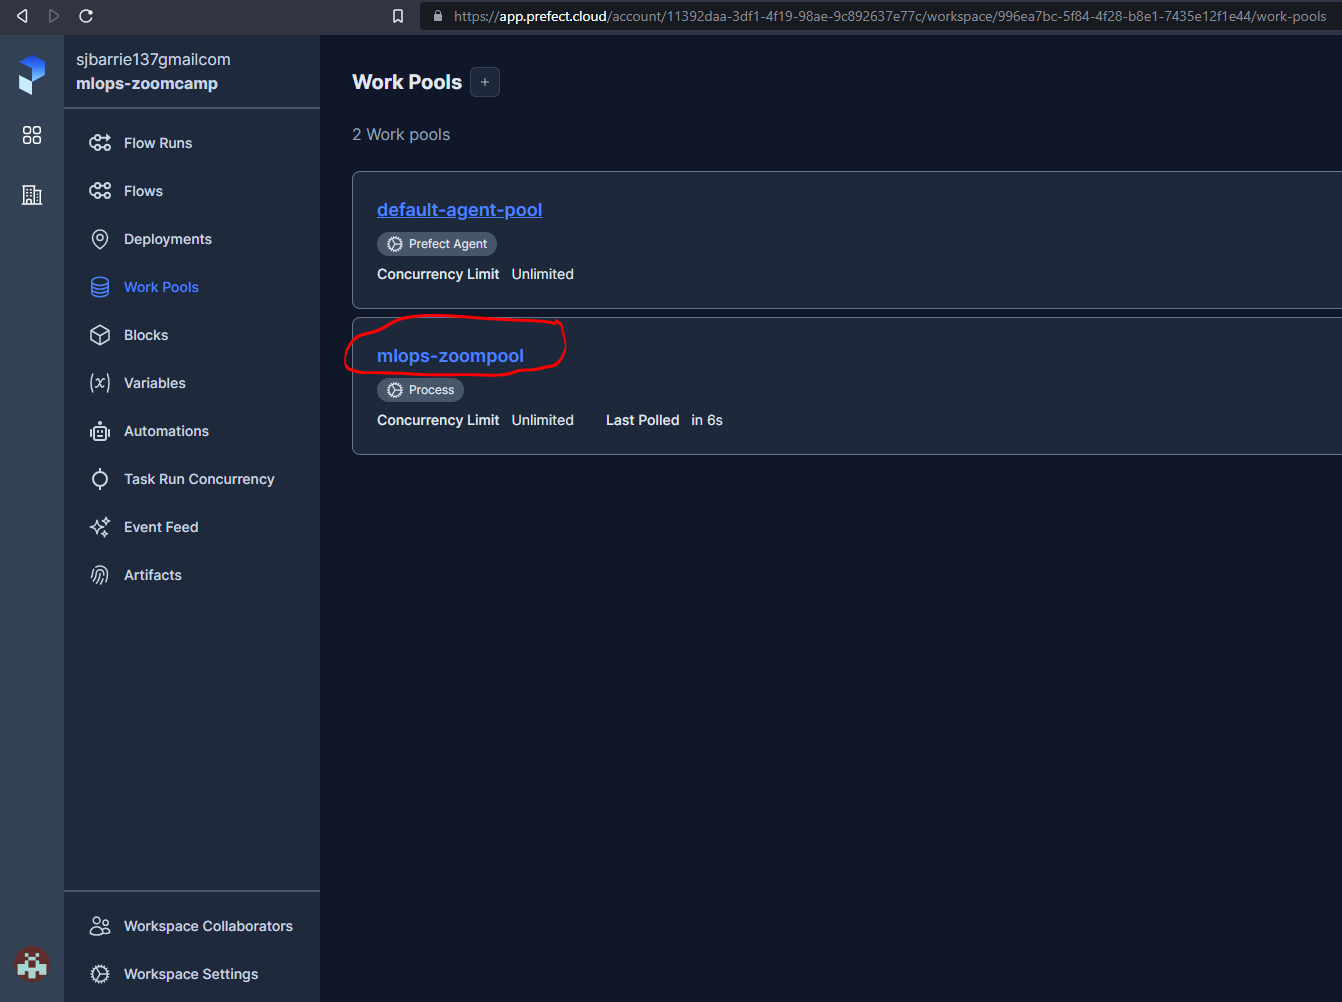 https://app.prefect.cloud/account/11392daa-3df1-4f19-98ae-9c892637e77c/workspace/996ea7bc-5f84-4f28-b8e1-7435e12f1e44/work-pools
sjbarrie137gmailcom
mlops-zoomcamp
Flow Runs
Flows
Deployments
Work Pools
Blocks
(x) Variables
Automations
Task Run Concurrency
Event Feed
Artifacts
Workspace Collaborators
Workspace Settings
Work Pools +
2 Work pools
default-agent-pool
Prefect Agent
Concurrency Limit Unlimited
mlops-zoompool
Process
Concurrency Limit Unlimited Last Polled in 6s